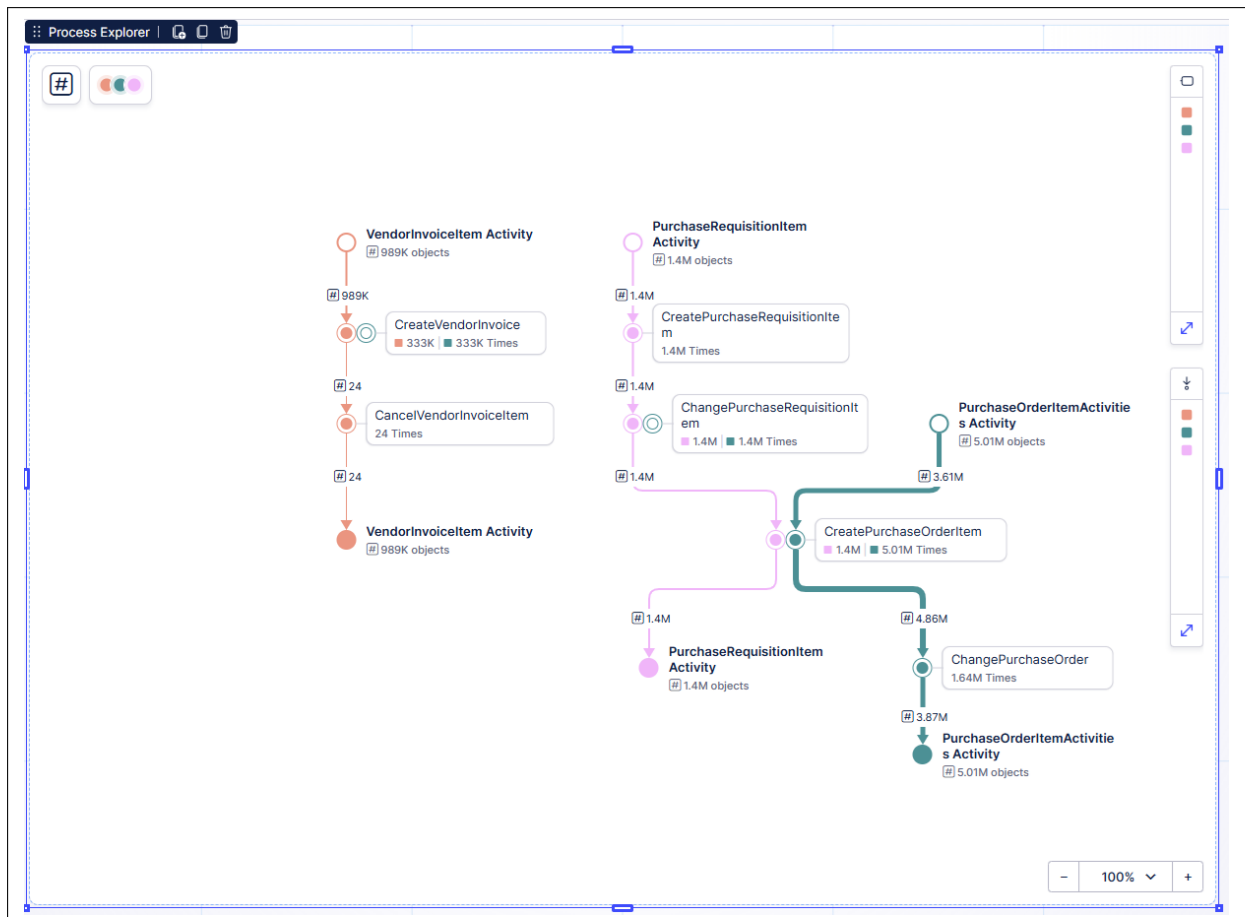 Process Explorer
#
VendorInvoiceItem Activity
# 989K objects
# 989K
CreateVendorInvoice
333K | 333K Times
# 24
CancelVendorInvoiceItem
24 Times
# 24
VendorInvoiceItem Activity
# 989K objects
PurchaseRequisitionItem
Activity
# 1.4M objects
# 1.4M
CreatePurchaseRequisitionIte
m
1.4M Times
# 1.4M
ChangePurchaseRequisitionIt
em
1.4M | 1.4M Times
# 1.4M
PurchaseOrderItemActivitie
s Activity
# 5.01M objects
# 3.61M
CreatePurchaseOrderItem
1.4M | 5.01M Times
# 1.4M
PurchaseRequisitionItem
Activity
# 1.4M objects
# 4.86M
ChangePurchaseOrder
1.64M Times
# 3.87M
PurchaseOrderItemActivitie
s Activity
# 5.01M objects
− 100% +